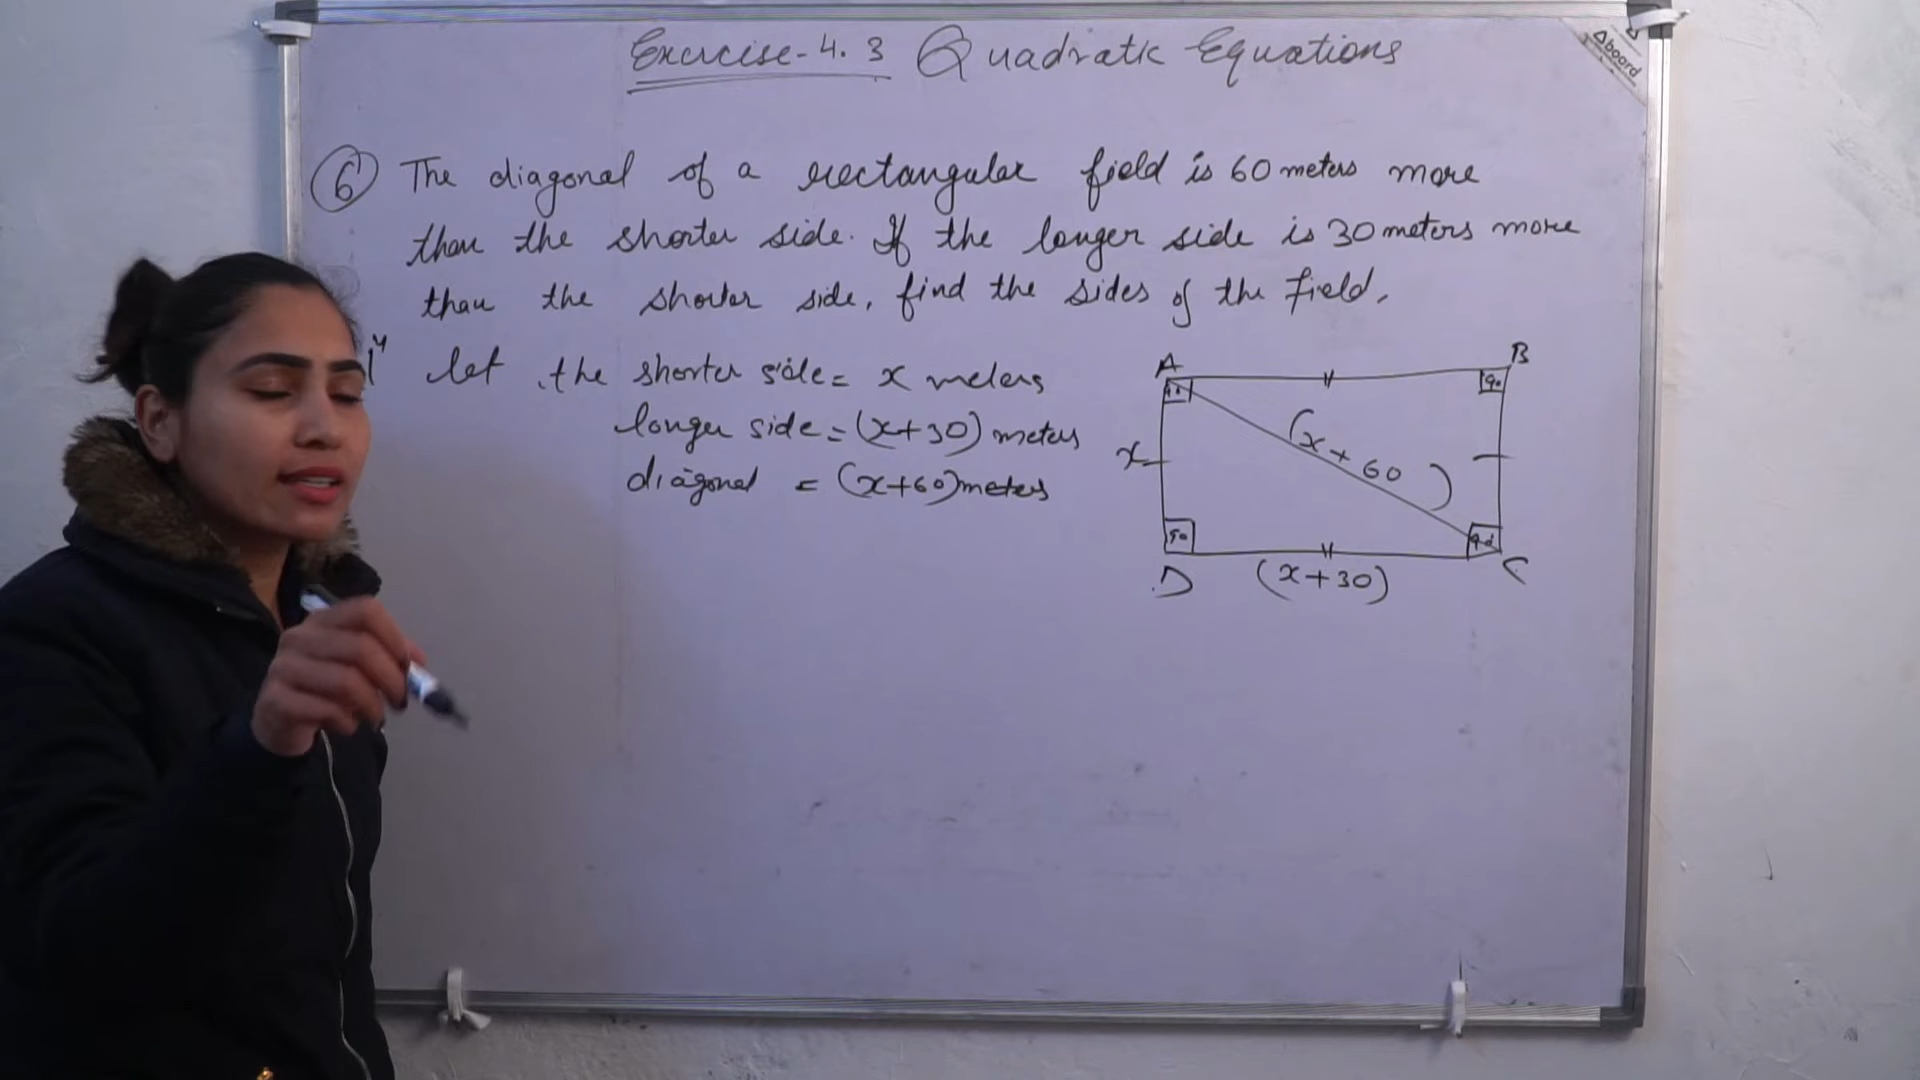 Exercise-4.3 Quadratic Equations
Aboard
6 The diagonal of a rectangular field is 60 meters more
than the shorter side. If the longer side is 30 meters more
than the shorter side, find the sides of the field.
let the shorter side = x meters
longer side = (x+30) meters
diagonal = (x+60) meters
A
B
90
90
(x+60)
x
90
90
D
(x+30)
C